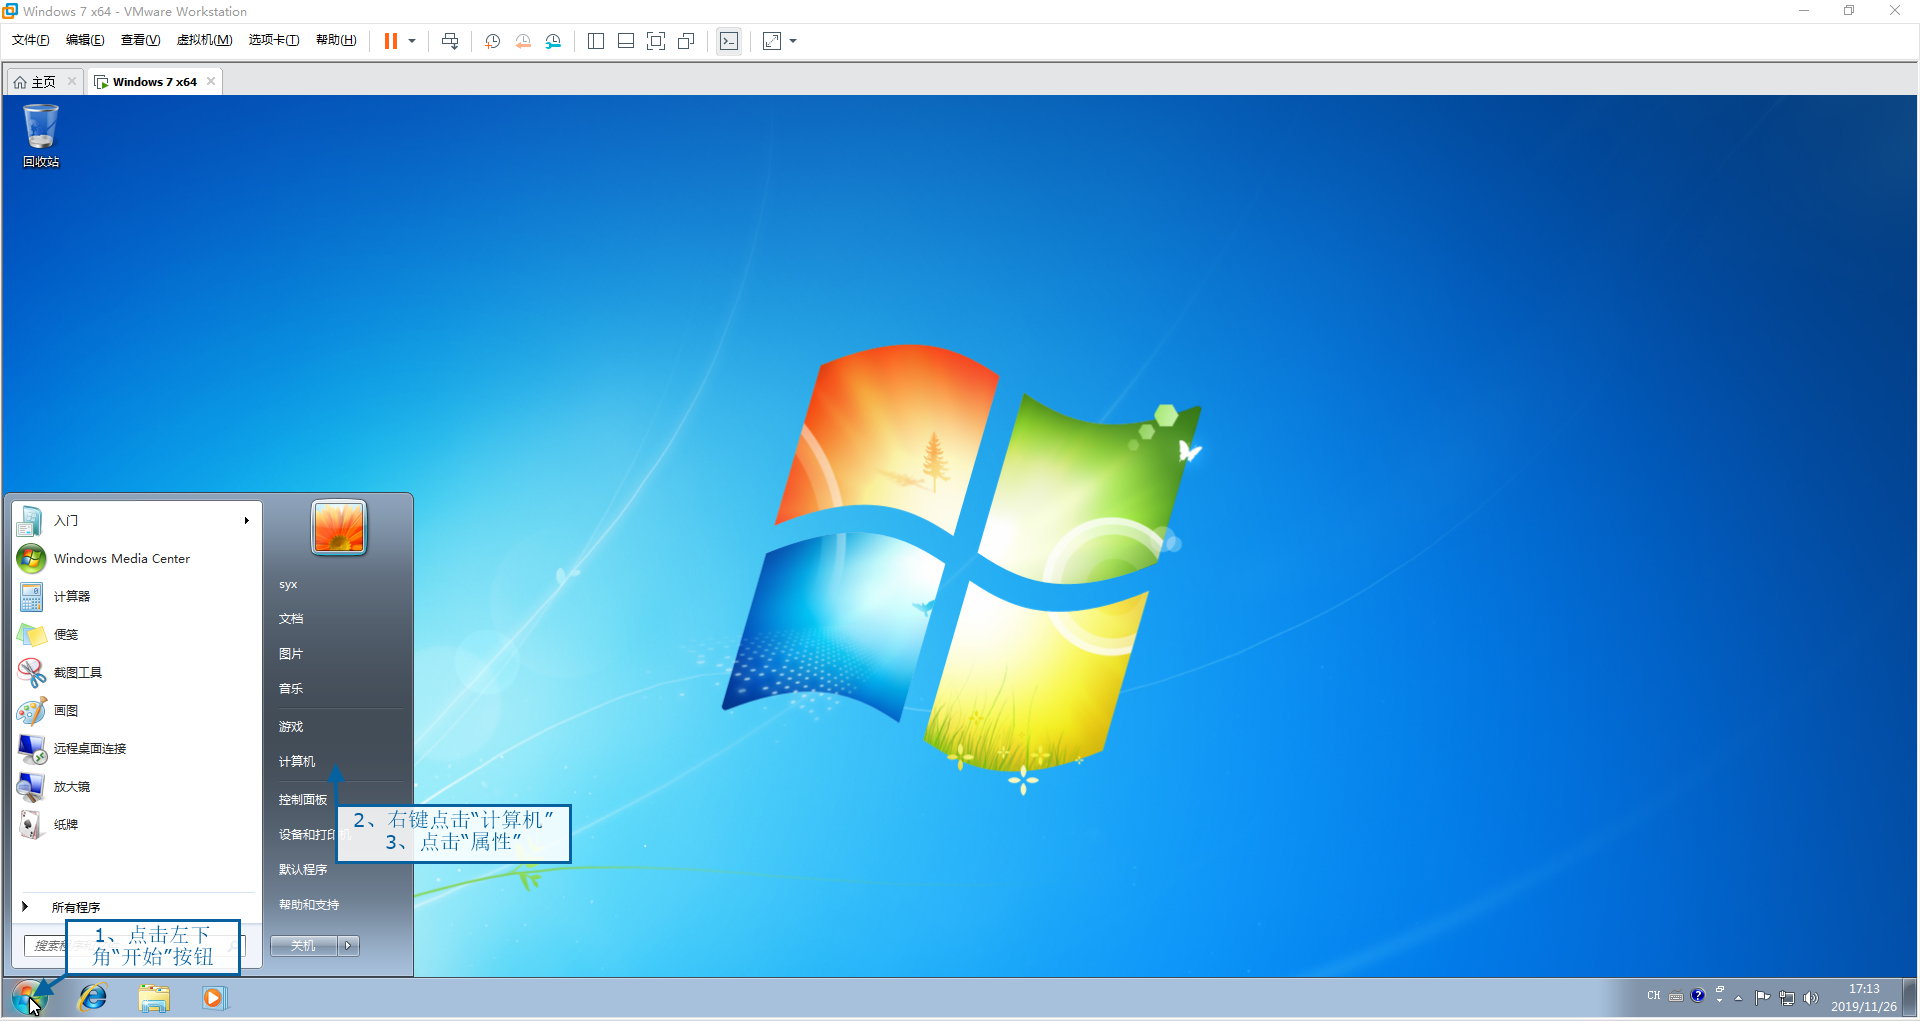 Windows 7 x64 - VMware Workstation
文件(F) 编辑(E) 查看(V) 虚拟机(M) 选项卡(T) 帮助(H)
主页 Windows 7 x64
回收站
入门
Windows Media Center
计算器
便笺
截图工具
画图
远程桌面连接
放大镜
纸牌
所有程序
搜索
syx
文档
图片
音乐
游戏
计算机
控制面板
设备和打印机
默认程序
帮助和支持
关机
2、右键点击“计算机”
3、点击“属性”
1、点击左下
角“开始”按钮
CH
17:13
2019/11/26